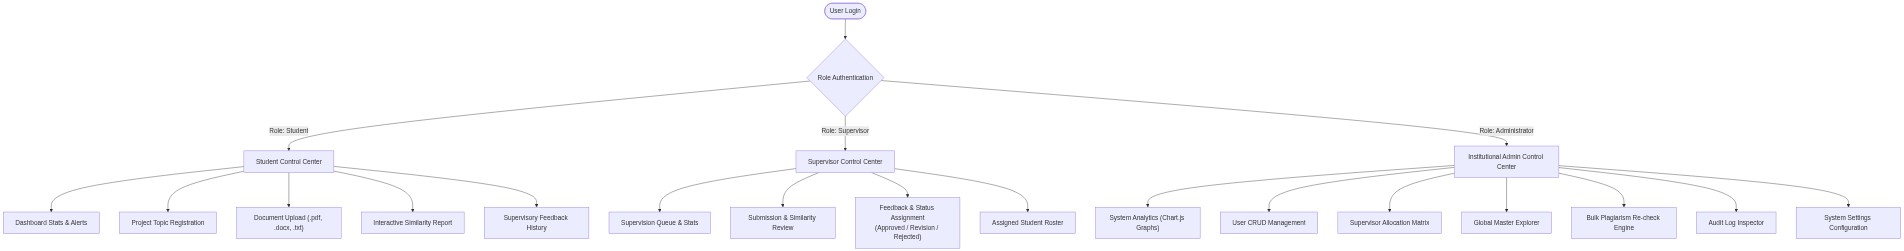 User Login
Role Authentication
Role: Student
Role: Supervisor
Role: Administrator
Student Control Center
Supervisor Control Center
Institutional Admin Control
Center
Dashboard Stats & Alerts
Project Topic Registration
Document Upload (.pdf,
.docx, .txt)
Interactive Similarity Report
Supervisory Feedback
History
Supervision Queue & Stats
Submission & Similarity
Review
Feedback & Status
Assignment
(Approved / Revision /
Rejected)
Assigned Student Roster
System Analytics (Chart.js
Graphs)
User CRUD Management
Supervisor Allocation Matrix
Global Master Explorer
Bulk Plagiarism Re-check
Engine
Audit Log Inspector
System Settings
Configuration